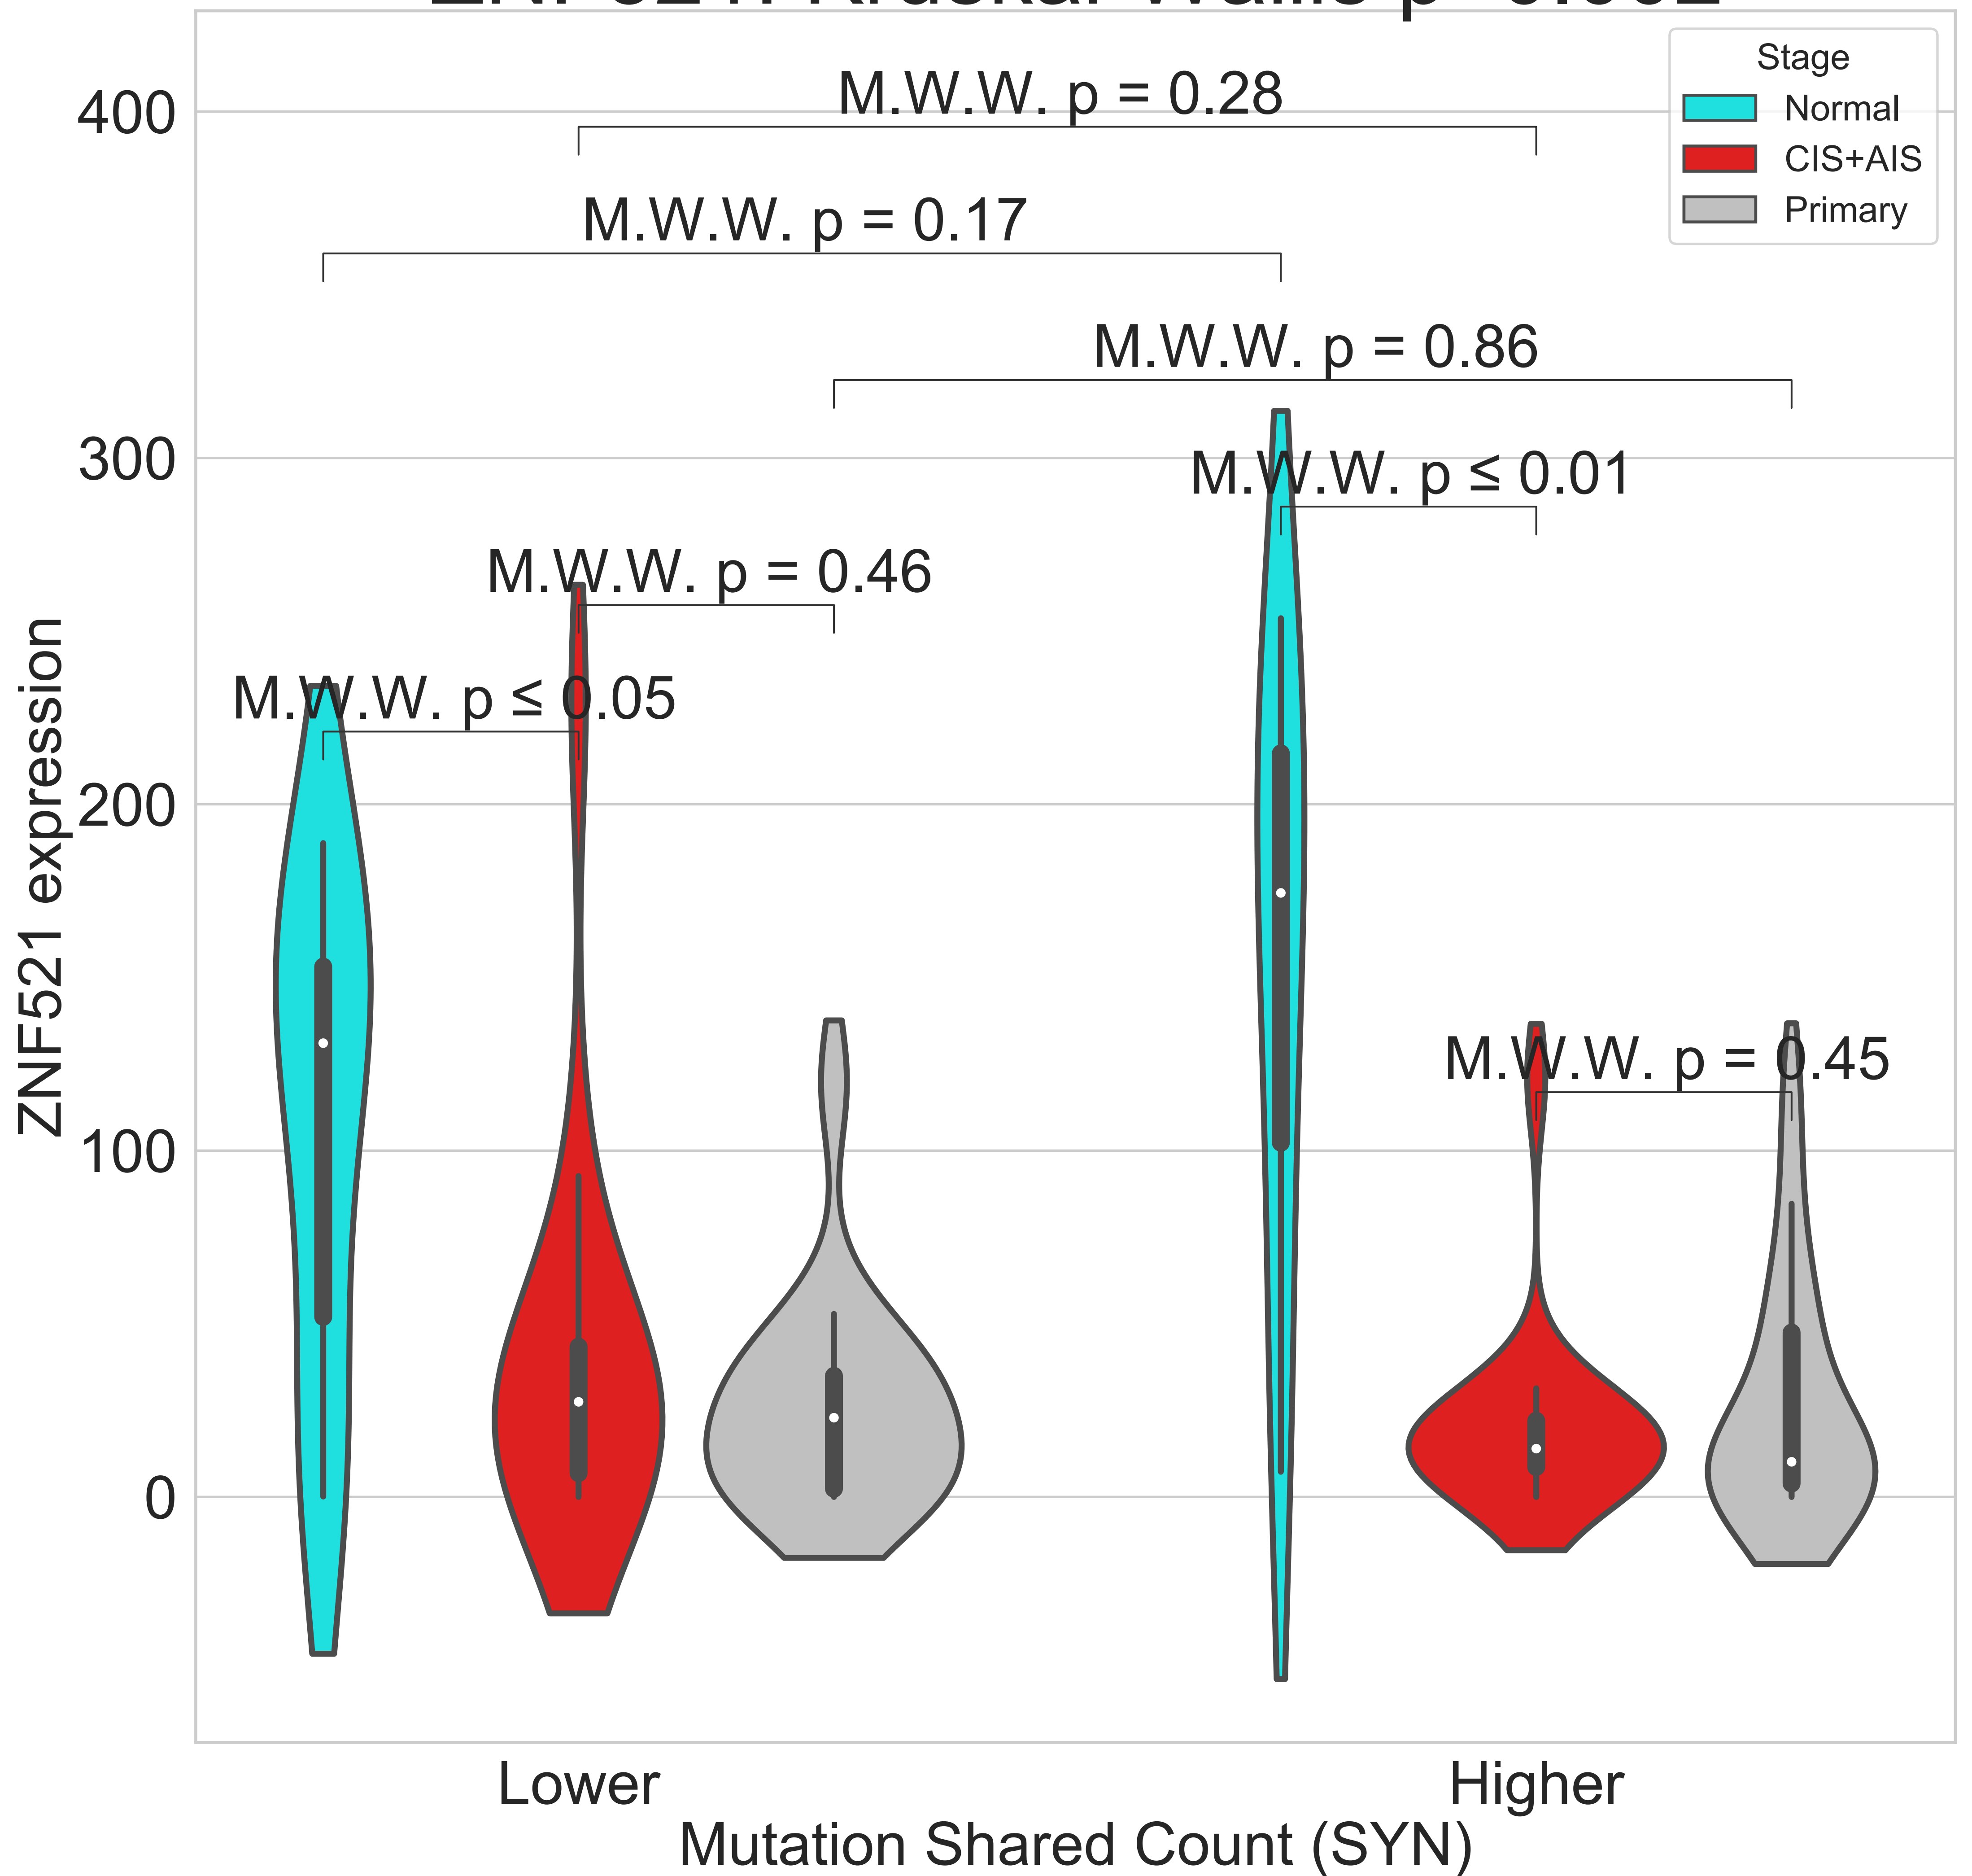 Stage
Normal
CIS+AIS
Primary
M.W.W. p = 0.28
M.W.W. p = 0.17
M.W.W. p = 0.86
M.W.W. p ≤ 0.01
M.W.W. p = 0.46
M.W.W. p ≤ 0.05
M.W.W. p = 0.45
400
300
200
100
0
ZNF521 expression
Lower
Higher
Mutation Shared Count (SYN)